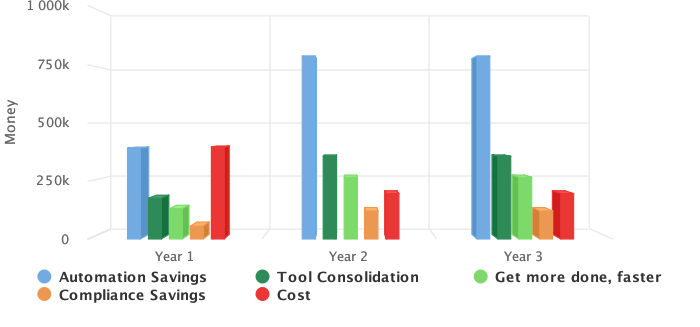 1 000k
750k
Money
500k
250k
0
Year 1 Year 2 Year 3
Automation Savings Tool Consolidation Get more done, faster
Compliance Savings Cost